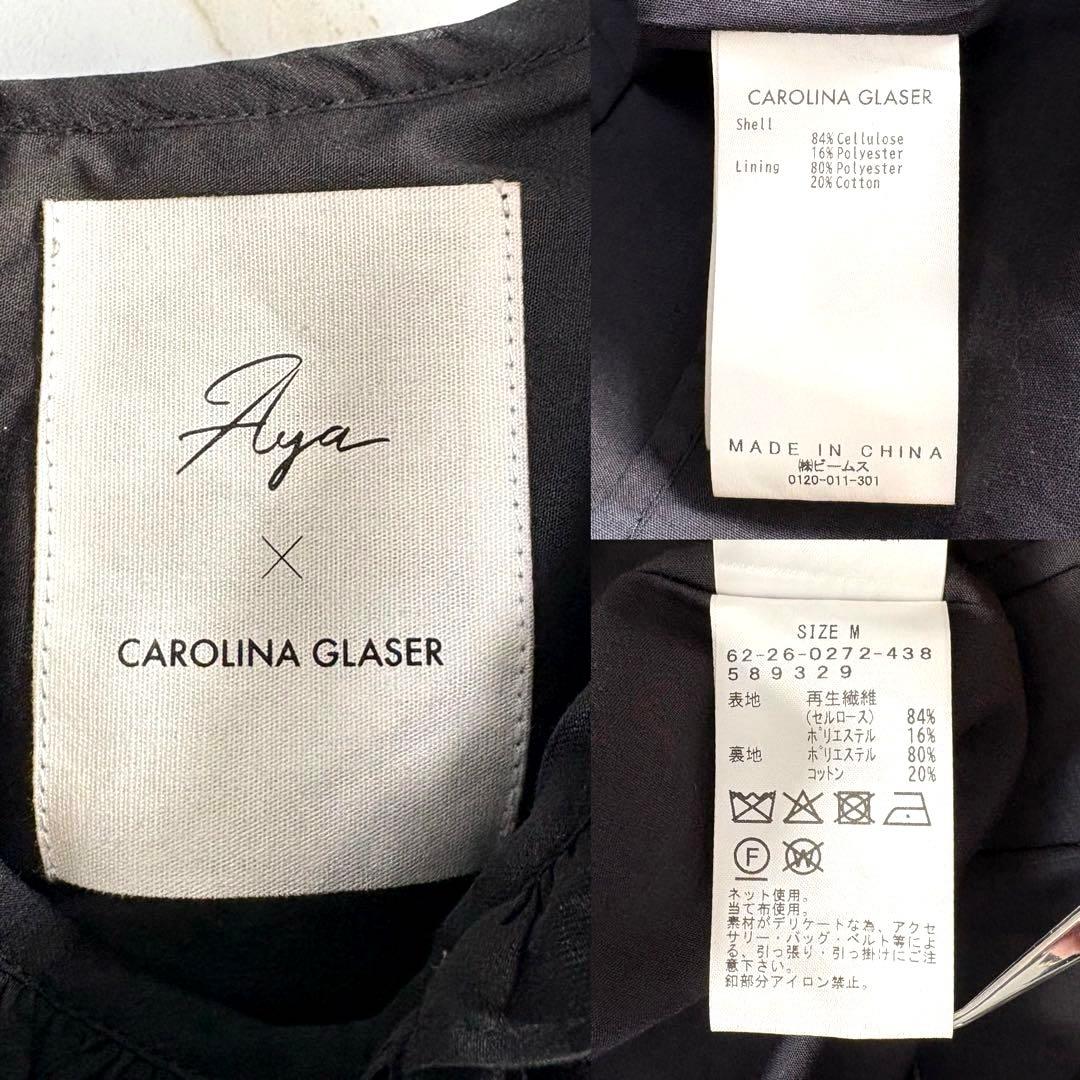 Aya
×
CAROLINA GLASER
CAROLINA GLASER
Shell
84% Cellulose
16% Polyester
Lining 80% Polyester
20% Cotton
MADE IN CHINA
㈱ビームス
0120-011-301
SIZE M
62-26-0272-438
589329
表地 再生繊維
(セルロース) 84%
ポリエステル 16%
裏地 ポリエステル 80%
コットン 20%
F
W
ネット使用。
当て布使用。
素材がデリケートな為、アクセ
サリー・バッグ・ベルト等によ
る、引っ張り・引っ掛けにご注
意下さい。
釦部分アイロン禁止。